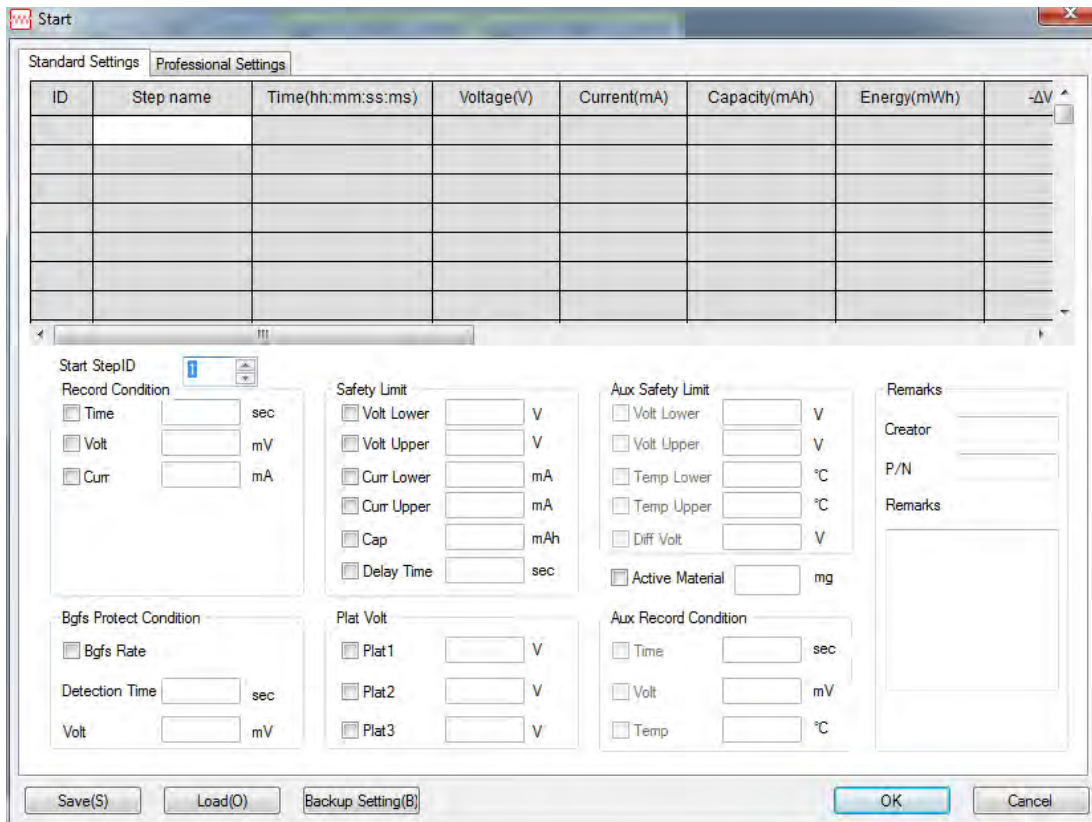 Start
Standard Settings Professional Settings
ID Step name Time(hh:mm:ss:ms) Voltage(V) Current(mA) Capacity(mAh) Energy(mWh) -ΔV
Start StepID 1
Record Condition
Time sec
Volt mV
Curr mA
Safety Limit
Volt Lower V
Volt Upper V
Curr Lower mA
Curr Upper mA
Cap mAh
Delay Time sec
Aux Safety Limit
Volt Lower V
Volt Upper V
Temp Lower °C
Temp Upper °C
Diff Volt V
Active Material mg
Remarks
Creator
P/N
Remarks
Bgfs Protect Condition
Bgfs Rate
Detection Time sec
Volt mV
Plat Volt
Plat1 V
Plat2 V
Plat3 V
Aux Record Condition
Time sec
Volt mV
Temp °C
Save(S) Load(O) Backup Setting(B) OK Cancel